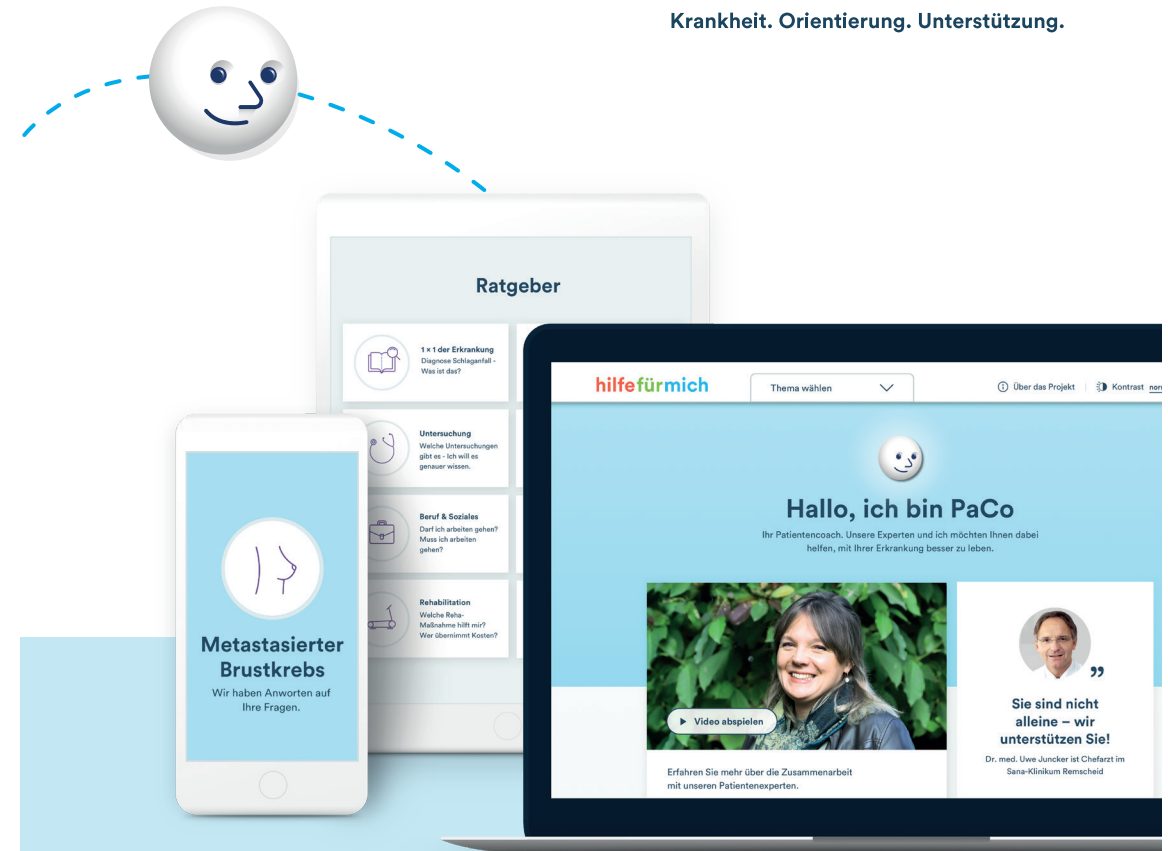 Krankheit. Orientierung. Unterstützung.
Ratgeber
1 × 1 der Erkrankung
Diagnose Schlaganfall -
Was ist das?
Untersuchung
Welche Untersuchungen
gibt es - Ich will es
genauer wissen.
Beruf & Soziales
Darf ich arbeiten gehen?
Muss ich arbeiten
gehen?
Rehabilitation
Welche Reha-
Maßnahme hilft mir?
Wer übernimmt Kosten?
Metastasierter
Brustkrebs
Wir haben Anworten auf
Ihre Fragen.
hilfefürmich
Thema wählen
Über das Projekt
Kontrast
Hallo, ich bin PaCo
Ihr Patientencoach. Unsere Experten und ich möchten Ihnen dabei
helfen, mit Ihrer Erkrankung besser zu leben.
Video abspielen
Erfahren Sie mehr über die Zusammenarbeit
mit unseren Patientenexperten.
”
Sie sind nicht
alleine – wir
unterstützen Sie!
Dr. med. Uwe Juncker ist Chefarzt im
Sana-Klinikum Remscheid